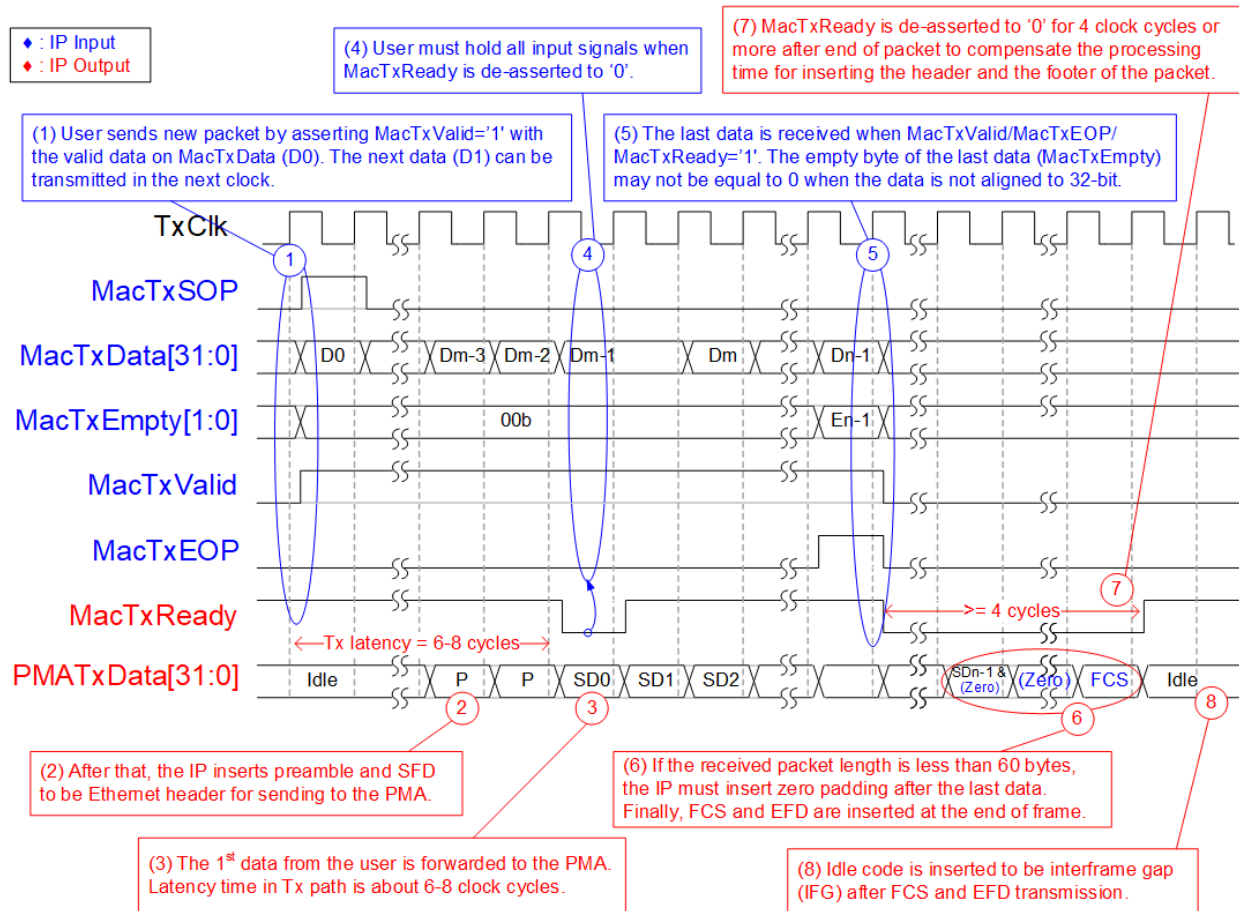 ♦ : IP Input
♦ : IP Output
(4) User must hold all input signals when
MacTxReady is de-asserted to ‘0’.
(7) MacTxReady is de-asserted to ‘0’ for 4 clock cycles or
more after end of packet to compensate the processing
time for inserting the header and the footer of the packet.
(1) User sends new packet by asserting MacTxValid=’1’ with
the valid data on MacTxData (D0). The next data (D1) can be
transmitted in the next clock.
(5) The last data is received when MacTxValid/MacTxEOP/
MacTxReady=’1’. The empty byte of the last data (MacTxEmpty)
may not be equal to 0 when the data is not aligned to 32-bit.
TxClk
1
4
5
MacTxSOP
MacTxData[31:0]
D0
Dm-3
Dm-2
Dm-1
Dm
Dn-1
MacTxEmpty[1:0]
00b
En-1
MacTxValid
MacTxEOP
7
MacTxReady
>= 4 cycles
Tx latency = 6-8 cycles
PMATxData[31:0]
Idle
P
P
SD0
SD1
SD2
SDn-1 &
(Zero)
(Zero)
FCS
Idle
2
3
6
8
(2) After that, the IP inserts preamble and SFD
to be Ethernet header for sending to the PMA.
(6) If the received packet length is less than 60 bytes,
the IP must insert zero padding after the last data.
Finally, FCS and EFD are inserted at the end of frame.
(3) The 1st data from the user is forwarded to the PMA.
Latency time in Tx path is about 6-8 clock cycles.
(8) Idle code is inserted to be interframe gap
(IFG) after FCS and EFD transmission.